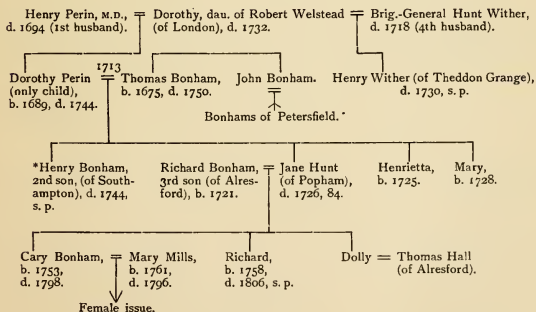 Henry Perin, M.D., = Dorothy, dau. of Robert Welstead = Brig.-General Hunt Wither,
d. 1694 (1st husband). (of London), d. 1732. d. 1718 (4th husband).
1713
Dorothy Perin = Thomas Bonham, John Bonham. Henry Wither (of Theddon Grange),
(only child), b. 1675, d. 1750. = d. 1730, s. p.
b. 1689, d. 1744.
Bonhams of Petersfield.
*Henry Bonham, Richard Bonham, = Jane Hunt Henrietta, Mary,
2nd son, (of South- 3rd son (of Alres- (of Popham), b. 1725. b. 1728.
ampton), d. 1744, ford), b. 1721. d. 1726, 84.
s. p.
Cary Bonham, = Mary Mills, Richard, Dolly = Thomas Hall
b. 1753, b. 1761, b. 1758, (of Alresford).
d. 1798. d. 1796. d. 1806, s. p.
Female issue.